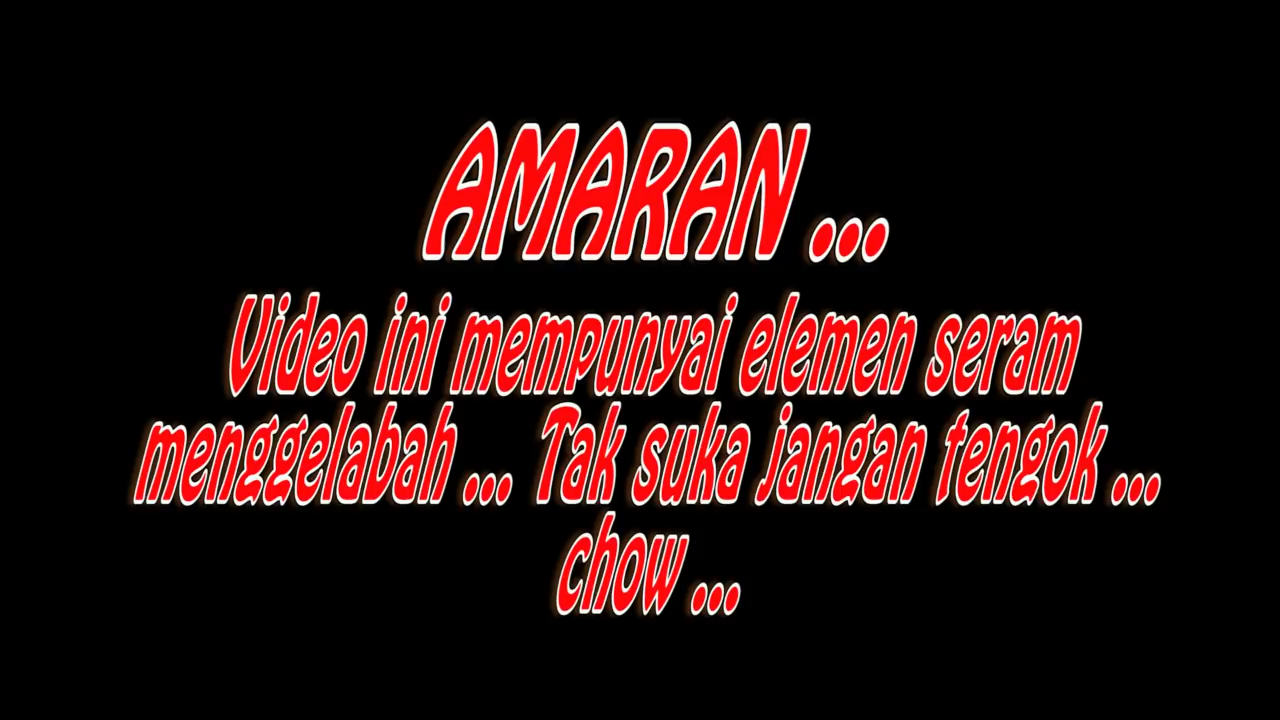 AMARAN ...
Video ini mempunyai elemen seram
menggelabah ... Tak suka jangan tengok ...
chow ...